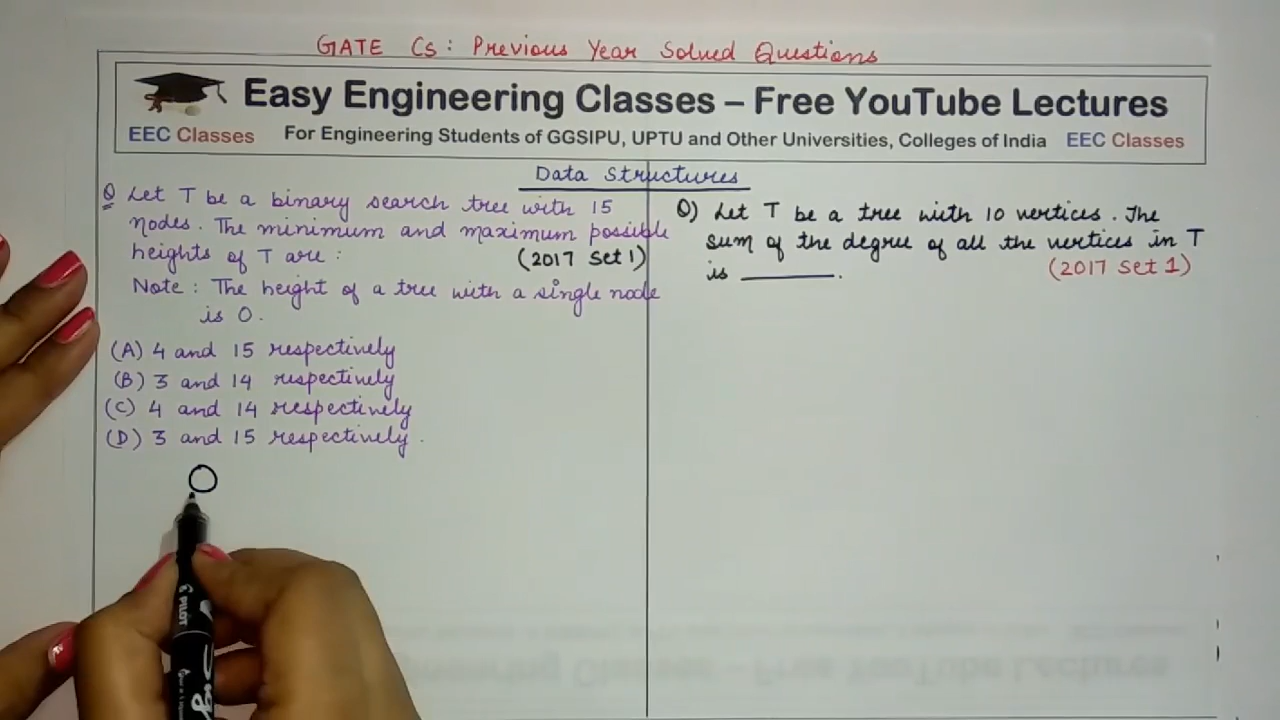 GATE CS: Previous Year Solved Questions
Easy Engineering Classes – Free YouTube Lectures
EEC Classes
For Engineering Students of GGSIPU, UPTU and Other Universities, Colleges of India
EEC Classes
Data Structures
Q Let T be a binary search tree with 15
nodes. The minimum and maximum possible
heights of T are:
(2017 Set 1)
Note: The height of a tree with a single node
is 0.
(A) 4 and 15 respectively
(B) 3 and 14 respectively
(C) 4 and 14 respectively
(D) 3 and 15 respectively.
Q) Let T be a tree with 10 vertices. The
sum of the degree of all the vertices in T
is ______.
(2017 Set 1)
PILOT